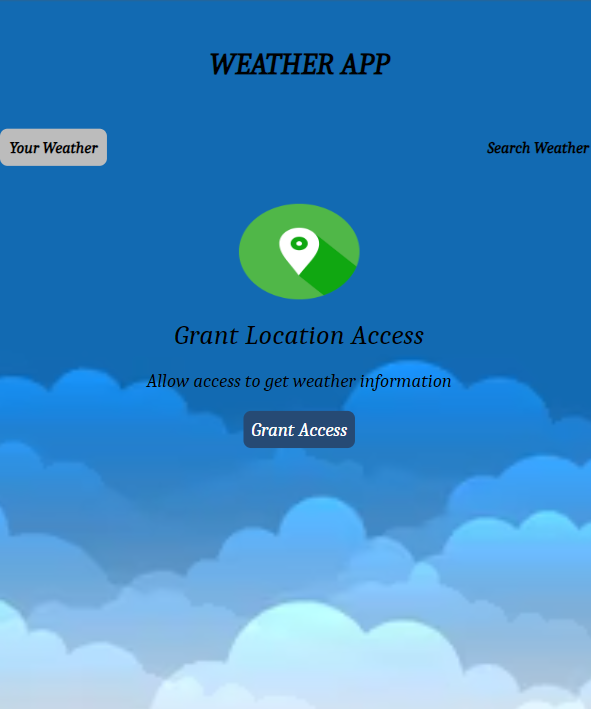 WEATHER APP
Your Weather
Search Weather
Grant Location Access
Allow access to get weather information
Grant Access